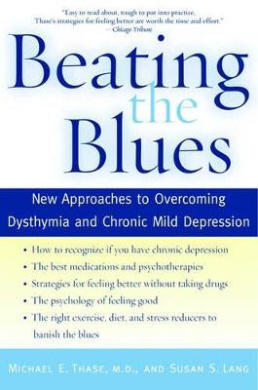 "Easy to read about, tough to put into practice,
Thase's strategies for feeling better are worth the time and effort."
— Chicago Tribune
Beating
the
Blues
New Approaches to Overcoming
Dysthymia and Chronic Mild Depression
• How to recognize if you have chronic depression
• The best medications and psychotherapies
• Strategies for feeling better without taking drugs
• The psychology of feeling good
• The right exercise, diet, and stress reducers to
banish the blues
MICHAEL E. THASE, M.D., AND SUSAN S. LANG